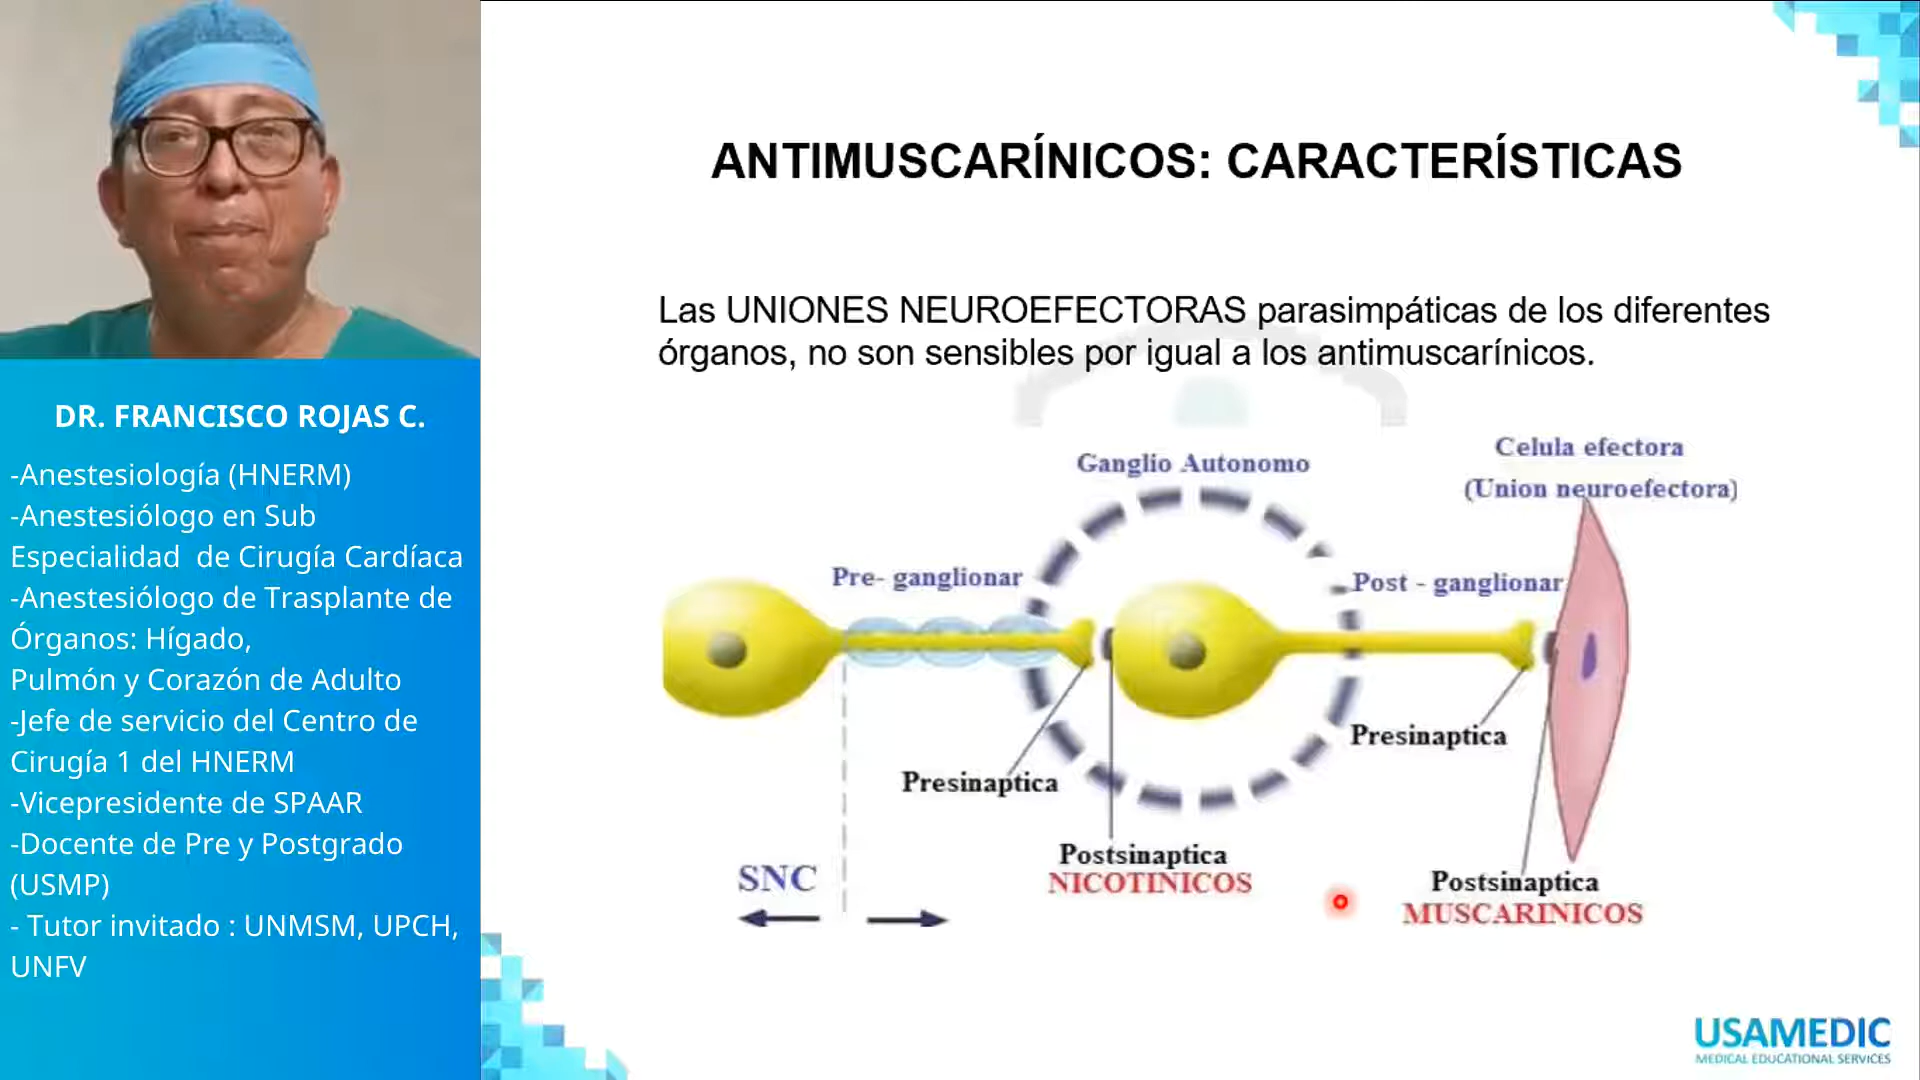 DR. FRANCISCO ROJAS C.
-Anestesiología (HNERM)
-Anestesiólogo en Sub
Especialidad  de Cirugía Cardíaca
-Anestesiólogo de Trasplante de
Órganos: Hígado,
Pulmón y Corazón de Adulto
-Jefe de servicio del Centro de
Cirugía 1 del HNERM
-Vicepresidente de SPAAR
-Docente de Pre y Postgrado
(USMP)
- Tutor invitado : UNMSM, UPCH,
UNFV
ANTIMUSCARÍNICOS: CARACTERÍSTICAS
Las UNIONES NEUROEFECTORAS parasimpáticas de los diferentes
órganos, no son sensibles por igual a los antimuscarínicos.
Celula efectora
(Union neuroefectora)
Ganglio Autonomo
Pre- ganglionar
Post - ganglionar
Presinaptica
Presinaptica
Postsinaptica
NICOTINICOS
SNC
Postsinaptica
MUSCARINICOS
USAMEDIC
MEDICAL EDUCATIONAL SERVICES